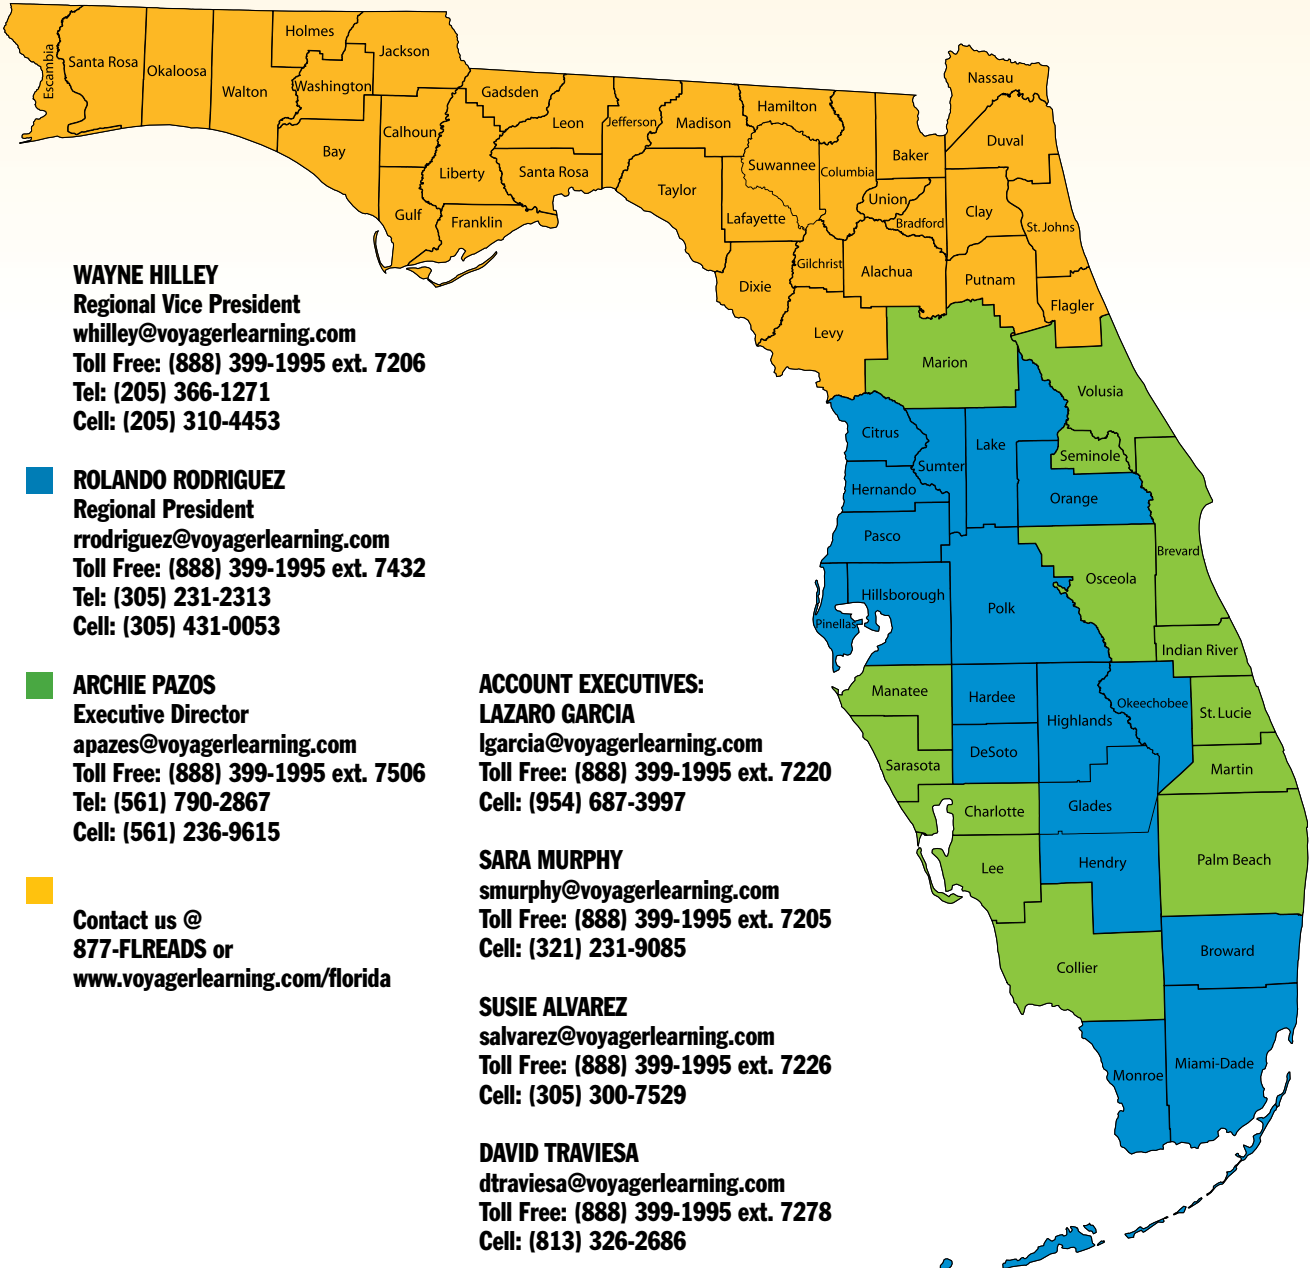 Escambia
Santa Rosa
Okaloosa
Walton
Holmes
Washington
Jackson
Bay
Calhoun
Gulf
Liberty
Franklin
Gadsden
Leon
Santa Rosa
Jefferson
Madison
Taylor
Hamilton
Suwannee
Lafayette
Columbia
Dixie
Gilchrist
Levy
Baker
Union
Bradford
Alachua
Nassau
Duval
Clay
St. Johns
Putnam
Flagler
Marion
Volusia
Citrus
Sumter
Lake
Seminole
Orange
Hernando
Pasco
Brevard
Osceola
Hillsborough
Pinellas
Polk
Indian River
Manatee
Hardee
Highlands
Okeechobee
St. Lucie
Sarasota
DeSoto
Martin
Charlotte
Glades
Lee
Hendry
Palm Beach
Collier
Broward
Monroe
Miami-Dade
WAYNE HILLEY
Regional Vice President
whilley@voyagerlearning.com
Toll Free: (888) 399-1995 ext. 7206
Tel: (205) 366-1271
Cell: (205) 310-4453
ROLANDO RODRIGUEZ
Regional President
rrodriguez@voyagerlearning.com
Toll Free: (888) 399-1995 ext. 7432
Tel: (305) 231-2313
Cell: (305) 431-0053
ARCHIE PAZOS
Executive Director
apazes@voyagerlearning.com
Toll Free: (888) 399-1995 ext. 7506
Tel: (561) 790-2867
Cell: (561) 236-9615
Contact us @
877-FLREADS or
www.voyagerlearning.com/florida
ACCOUNT EXECUTIVES:
LAZARO GARCIA
lgarcia@voyagerlearning.com
Toll Free: (888) 399-1995 ext. 7220
Cell: (954) 687-3997
SARA MURPHY
smurphy@voyagerlearning.com
Toll Free: (888) 399-1995 ext. 7205
Cell: (321) 231-9085
SUSIE ALVAREZ
salvarez@voyagerlearning.com
Toll Free: (888) 399-1995 ext. 7226
Cell: (305) 300-7529
DAVID TRAVIESA
dtraviesa@voyagerlearning.com
Toll Free: (888) 399-1995 ext. 7278
Cell: (813) 326-2686